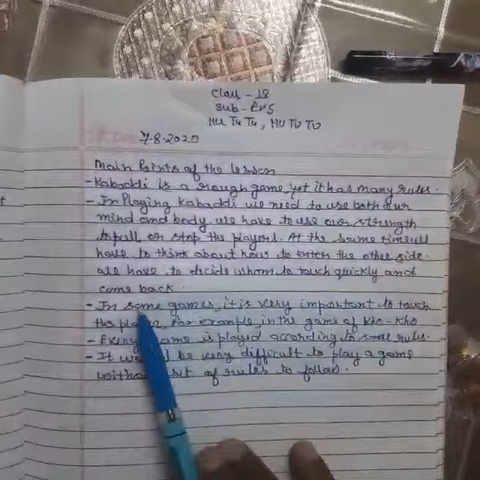 Class - 18
Sub - EVS
Hu Tu Tu, Hu Tu Tu
7-8-2020
Main Points of the lesson
- Kabaddi is a rough game yet it has many rules.
- In Playing Kabaddi we need to use both our
mind and body we have to use our strength
to pull or stop the players. At the same time we
have to think about how to enter the other side.
we have to decide whom to touch quickly and
come back.
- In some games, it is very important to touch
the For example, in the game of Kho-Kho
- Every game is played according to rules.
- It be very difficult to play a game
of rules to follow.